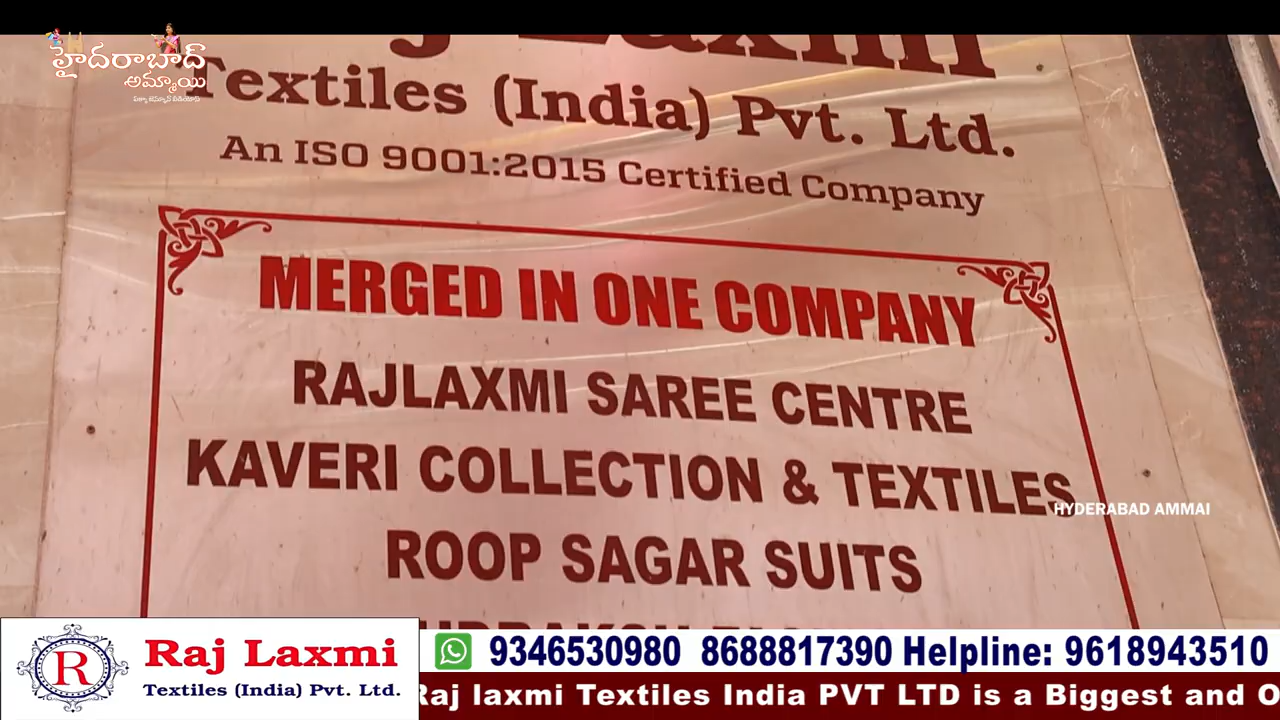 హైదరాబాద్
అమ్మాయి
Laxmi
Textiles (India) Pvt. Ltd.
An ISO 9001:2015 Certified Company
MERGED IN ONE COMPANY
RAJLAXMI SAREE CENTRE
KAVERI COLLECTION & TEXTILES
HYDERABAD AMMAI
ROOP SAGAR SUITS
R
Raj Laxmi
Textiles (India) Pvt. Ltd.
9346530980 8688817390 Helpline: 9618943510
Raj laxmi Textiles India PVT LTD is a Biggest and O